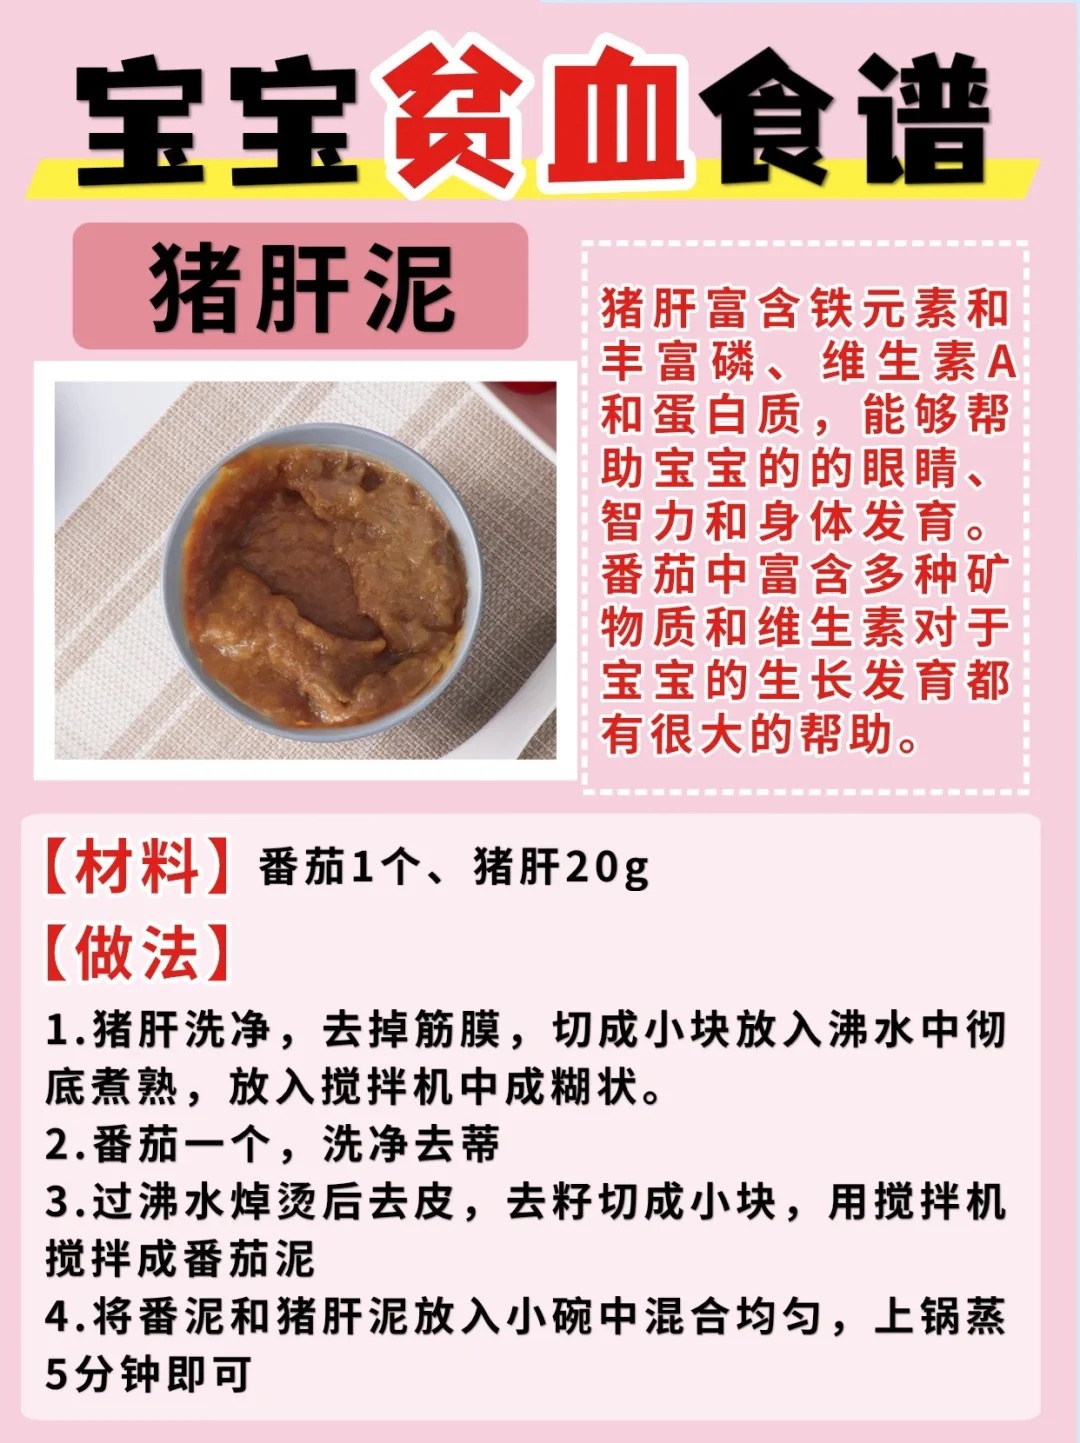 宝宝贫血食谱
猪肝泥
猪肝富含铁元素和
丰富磷、维生素A
和蛋白质，能够帮
助宝宝的的眼睛、
智力和身体发育。
番茄中富含多种矿
物质和维生素对于
宝宝的生长发育都
有很大的帮助。
【材料】番茄1个、猪肝20g
【做法】
1.猪肝洗净，去掉筋膜，切成小块放入沸水中彻
底煮熟，放入搅拌机中成糊状。
2.番茄一个，洗净去蒂
3.过沸水焯烫后去皮，去籽切成小块，用搅拌机
搅拌成番茄泥
4.将番泥和猪肝泥放入小碗中混合均匀，上锅蒸
5分钟即可